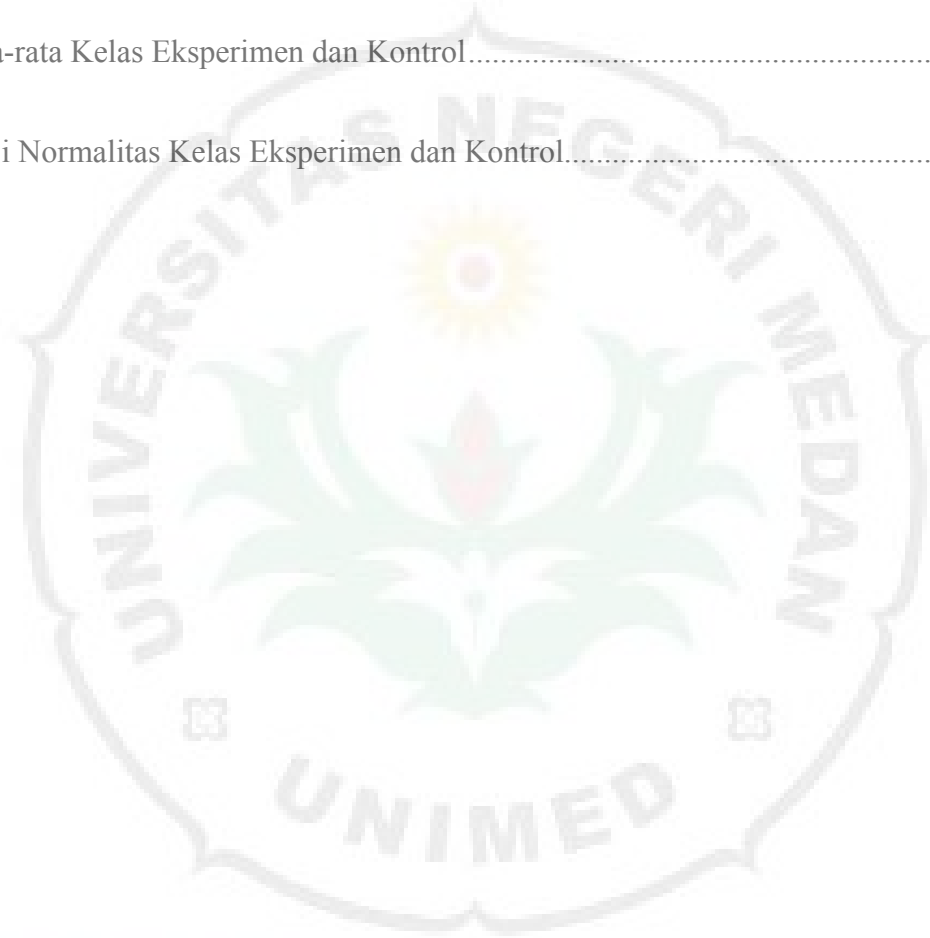 a-rata Kelas Eksperimen dan Kontrol..........................................................
i Normalitas Kelas Eksperimen dan Kontrol..............................................
UNIVERSITAS NEGERI MEDAN
UNIMED